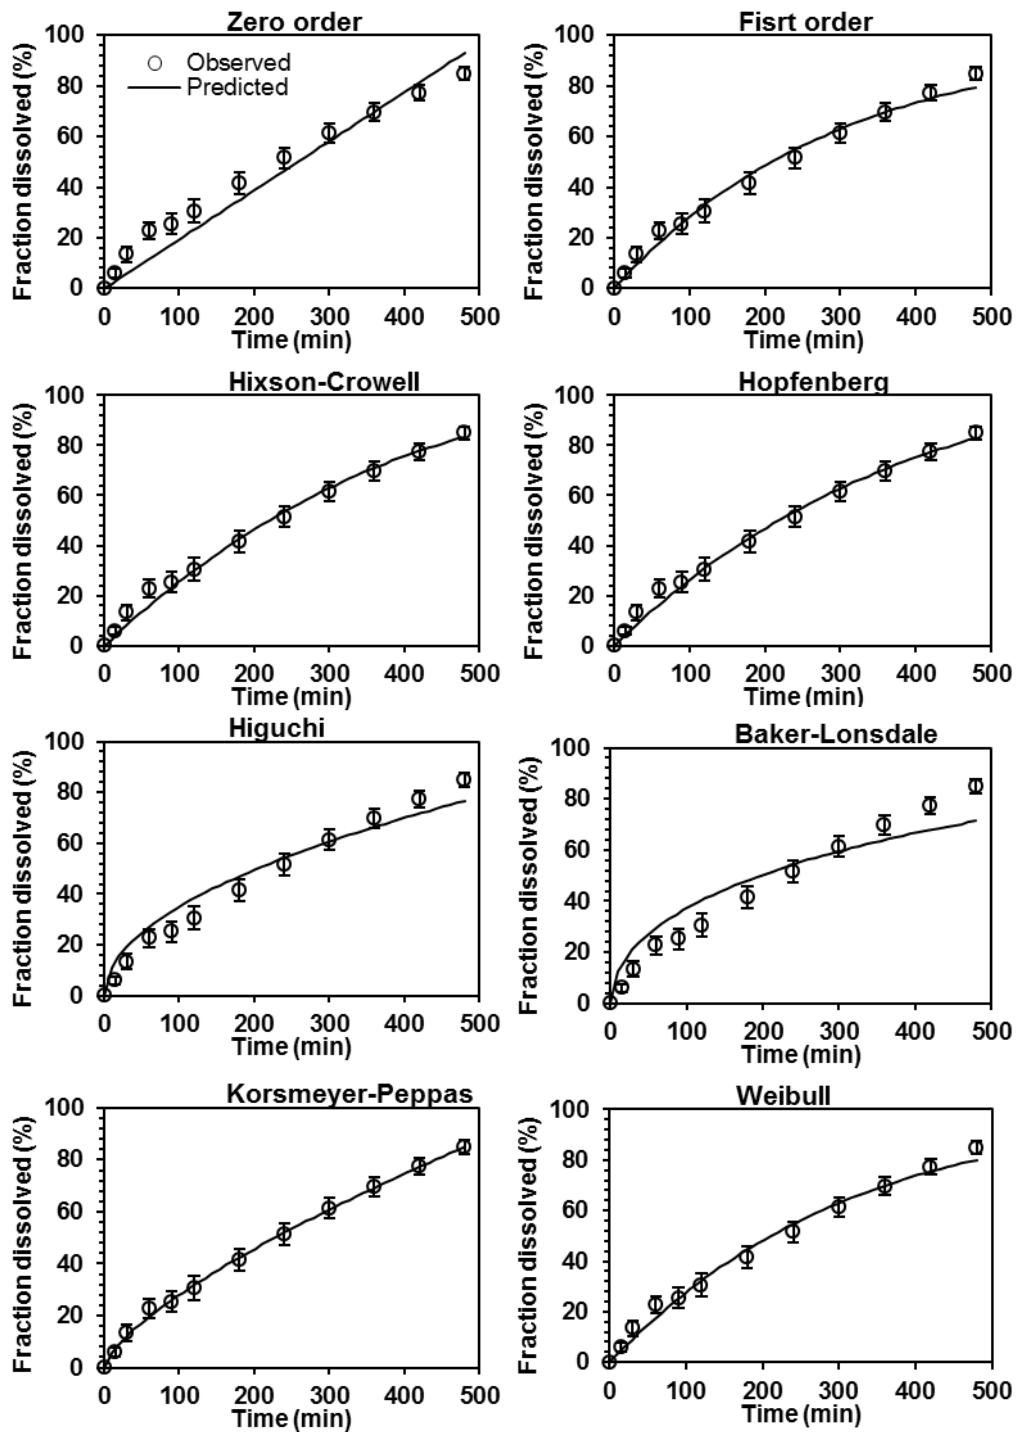 Zero order
Fraction dissolved (%)
100
80
60
40
20
0
Observed
Predicted
0 100 200 300 400 500
Time (min)
Fisrt order
Fraction dissolved (%)
100
80
60
40
20
0
0 100 200 300 400 500
Time (min)
Hixson-Crowell
Fraction dissolved (%)
100
80
60
40
20
0
0 100 200 300 400 500
Time (min)
Hopfenberg
Fraction dissolved (%)
100
80
60
40
20
0
0 100 200 300 400 500
Time (min)
Higuchi
Fraction dissolved (%)
100
80
60
40
20
0
0 100 200 300 400 500
Time (min)
Baker-Lonsdale
Fraction dissolved (%)
100
80
60
40
20
0
0 100 200 300 400 500
Time (min)
Korsmeyer-Peppas
Fraction dissolved (%)
100
80
60
40
20
0
0 100 200 300 400 500
Time (min)
Weibull
Fraction dissolved (%)
100
80
60
40
20
0
0 100 200 300 400 500
Time (min)